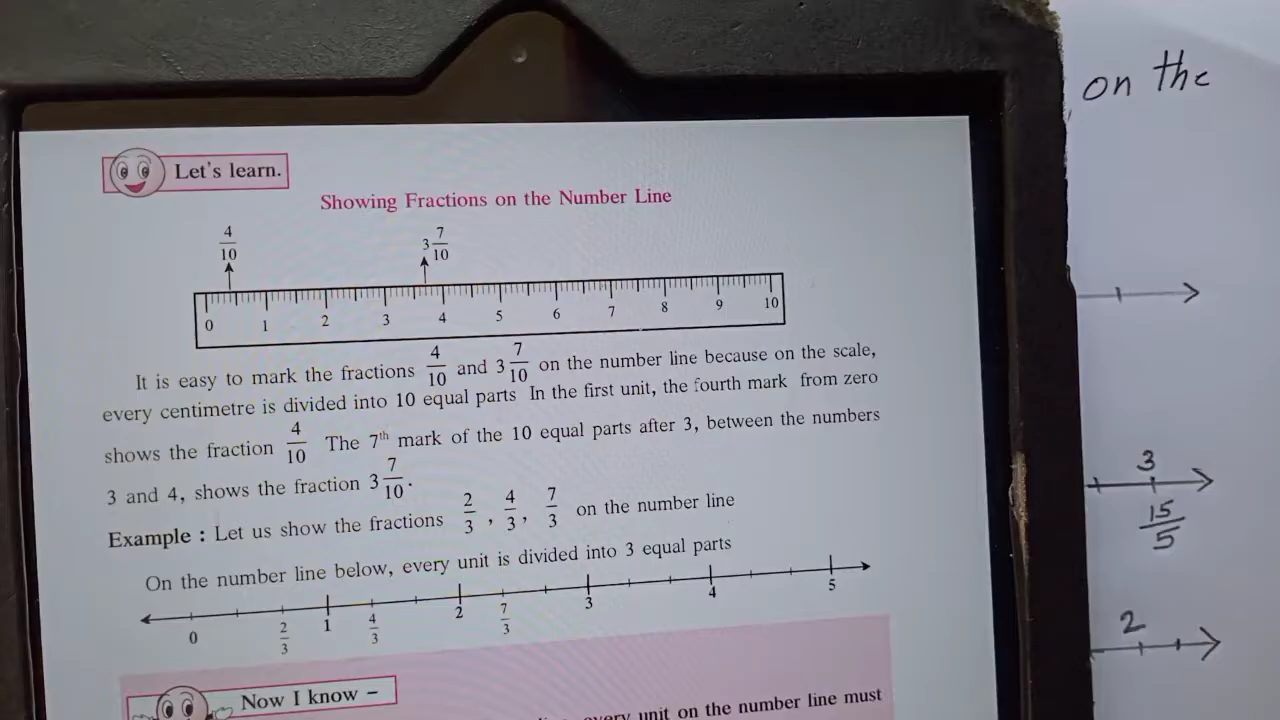 on the
Let's learn.
Showing Fractions on the Number Line
4/10 3 7/10
0 1 2 3 4 5 6 7 8 9 10
It is easy to mark the fractions 4/10 and 3 7/10 on the number line because on the scale,
every centimetre is divided into 10 equal parts In the first unit, the fourth mark from zero
shows the fraction 4/10 The 7th mark of the 10 equal parts after 3, between the numbers
3 and 4, shows the fraction 3 7/10.
Example : Let us show the fractions 2/3, 4/3, 7/3 on the number line
On the number line below, every unit is divided into 3 equal parts
0 2/3 1 4/3 2 7/3 3 4 5
Now I know –
every unit on the number line must
3
15/5
2